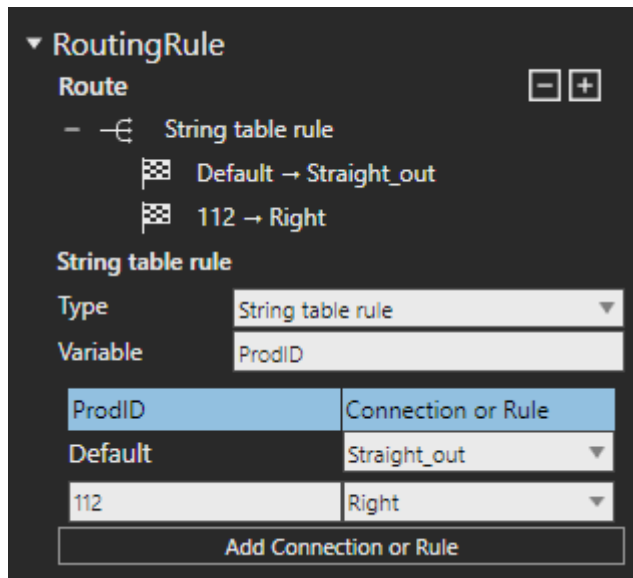 RoutingRule
Route
String table rule
Default → Straight_out
112 → Right
String table rule
Type String table rule
Variable ProdID
ProdID Connection or Rule
Default Straight_out
112 Right
Add Connection or Rule